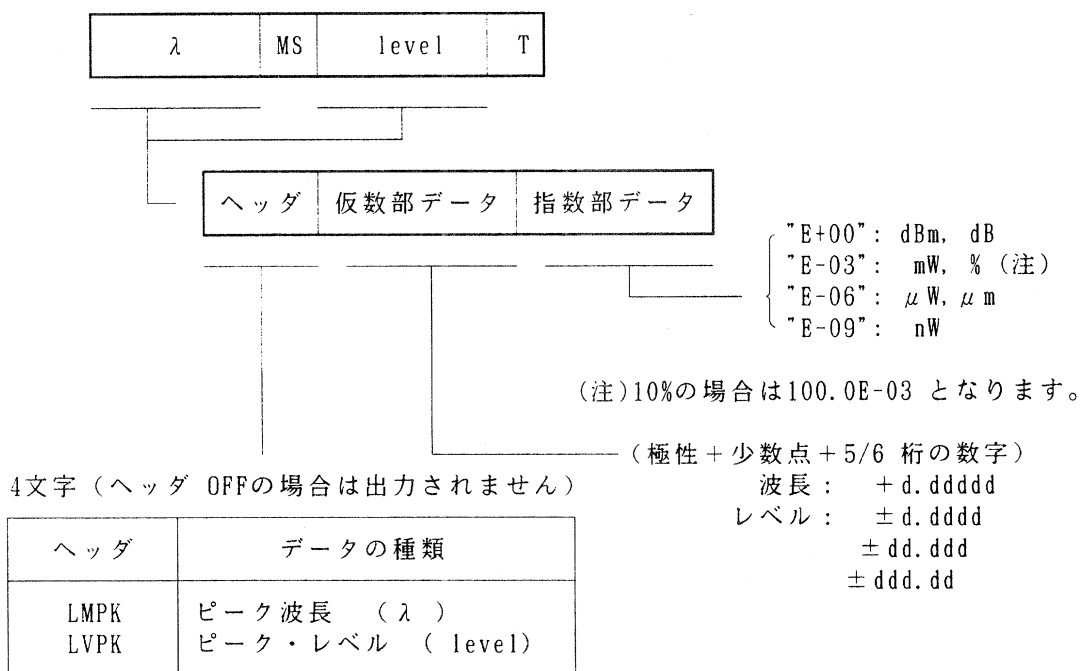 λ MS level T
ヘッダ 仮数部データ 指数部データ
"E+00": dBm, dB
"E-03": mW, % (注)
"E-06": μW, μm
"E-09": nW
(注)10%の場合は100.0E-03 となります。
(極性+少数点+5/6 桁の数字)
波長: +d.ddddd
レベル: ±d.dddd
±dd.ddd
±ddd.dd
4文字(ヘッダ OFFの場合は出力されません)
ヘッダ データの種類
LMPK ピーク波長 (λ)
LVPK ピーク・レベル (level)